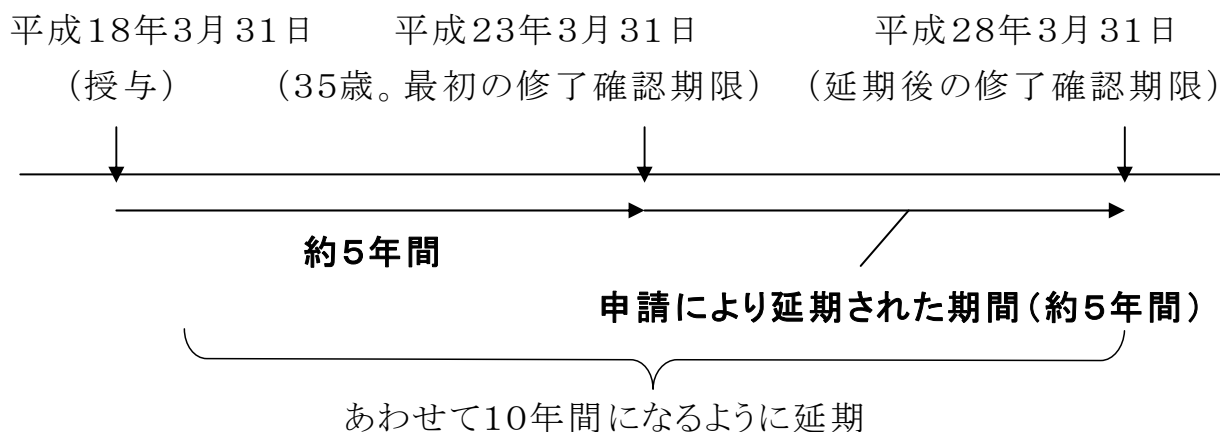 平成18年3月31日 平成23年3月31日 平成28年3月31日
(授与) (35歳。最初の修了確認期限) (延期後の修了確認期限)
約5年間
申請により延期された期間(約5年間)
あわせて10年間になるように延期